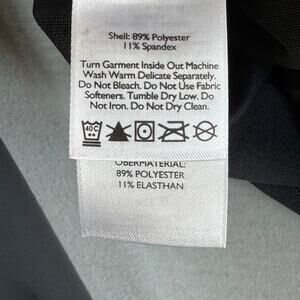 Shell: 89% Polyester
11% Spandex
Turn Garment Inside Out Machine
Wash Warm Delicate Separately.
Do Not Bleach. Do Not Use Fabric
Softeners. Tumble Dry Low. Do
Not Iron. Do Not Dry Clean.
40C
OBERMATERIAL:
89% POLYESTER
11% ELASTHAN